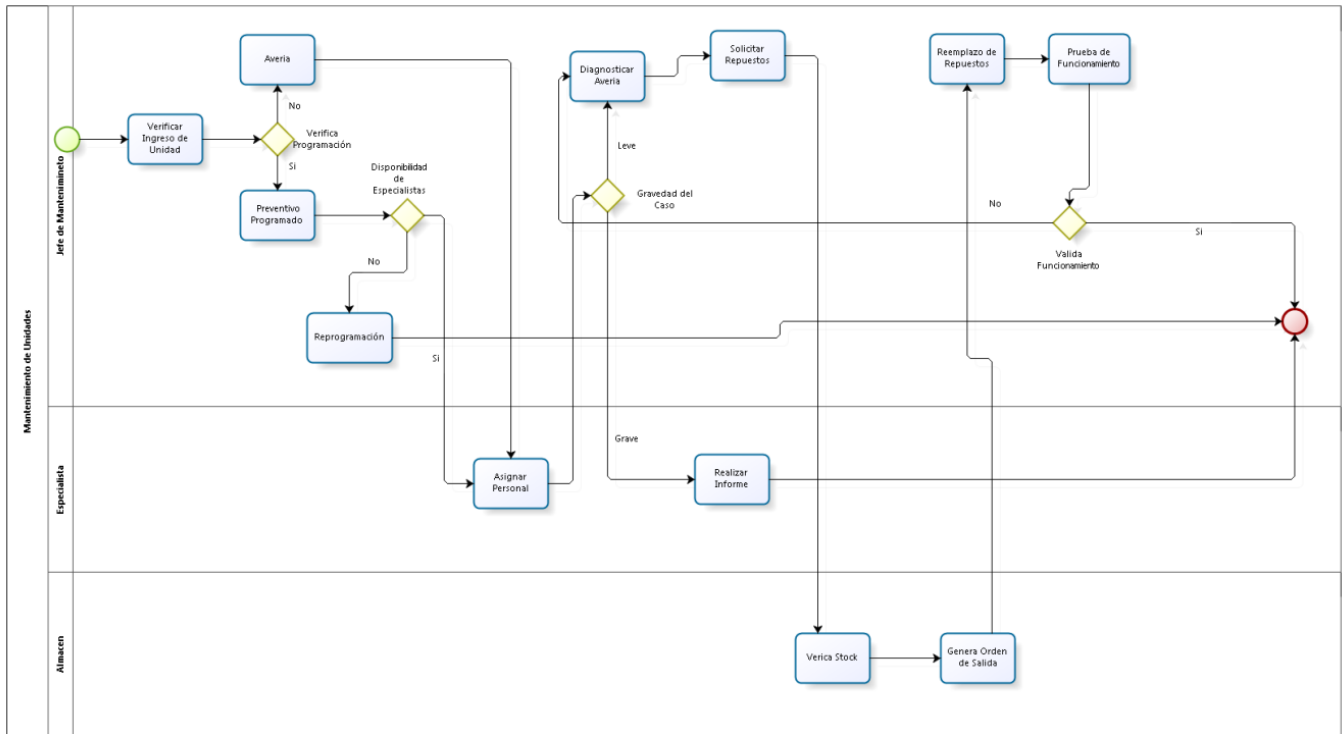 Mantenimiento de Unidades
Jefe de Mantenimineto
Verificar
Ingreso de
Unidad
Averia
No
Verifica
Programación
Si
Preventivo
Programado
Disponibilidad
de
Especialistas
No
Reprogramación
Si
Diagnosticar
Averia
Solicitar
Repuestos
Leve
Gravedad del
Caso
Reemplazo de
Repuestos
Prueba de
Funcionamiento
No
Si
Valida
Funcionamiento
Especialista
Asignar
Personal
Grave
Realizar
Informe
Almacen
Verica Stock
Genera Orden
de Salida